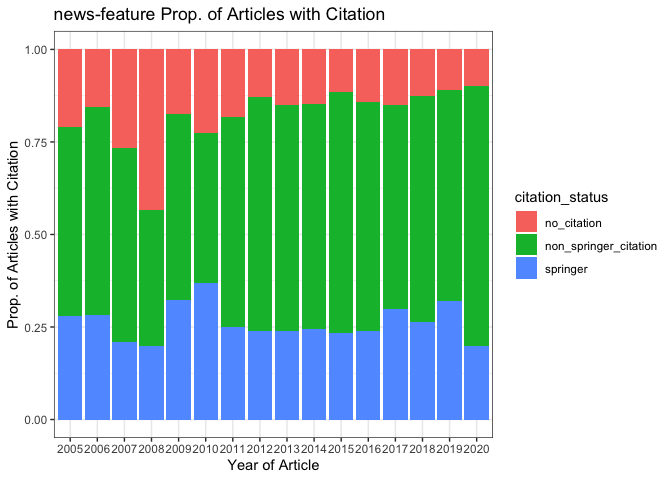 news-feature Prop. of Articles with Citation
Prop. of Articles with Citation
1.00
0.75
0.50
0.25
0.00
2005 2006 2007 2008 2009 2010 2011 2012 2013 2014 2015 2016 2017 2018 2019 2020
Year of Article
citation_status
no_citation
non_springer_citation
springer